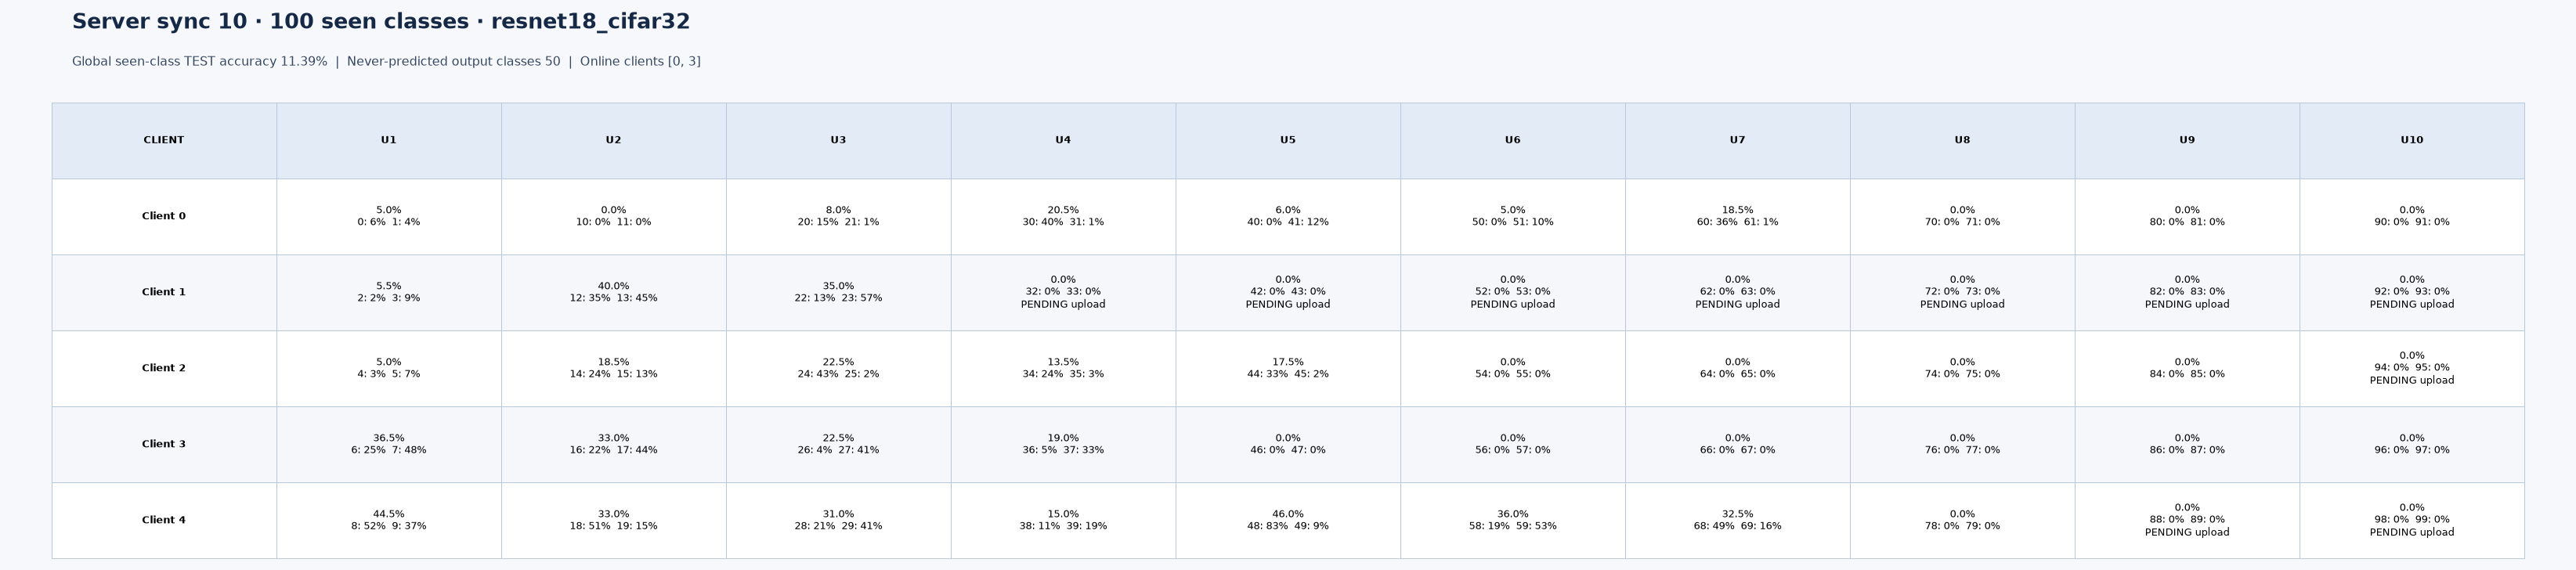 Server sync 10 · 100 seen classes · resnet18_cifar32
Global seen-class TEST accuracy 11.39%  |  Never-predicted output classes 50  |  Online clients [0, 3]
CLIENT U1 U2 U3 U4 U5 U6 U7 U8 U9 U10
Client 0
5.0%
0: 6%  1: 4%
0.0%
10: 0%  11: 0%
8.0%
20: 15%  21: 1%
20.5%
30: 40%  31: 1%
6.0%
40: 0%  41: 12%
5.0%
50: 0%  51: 10%
18.5%
60: 36%  61: 1%
0.0%
70: 0%  71: 0%
0.0%
80: 0%  81: 0%
0.0%
90: 0%  91: 0%
Client 1
5.5%
2: 2%  3: 9%
40.0%
12: 35%  13: 45%
35.0%
22: 13%  23: 57%
0.0%
32: 0%  33: 0%
PENDING upload
0.0%
42: 0%  43: 0%
PENDING upload
0.0%
52: 0%  53: 0%
PENDING upload
0.0%
62: 0%  63: 0%
PENDING upload
0.0%
72: 0%  73: 0%
PENDING upload
0.0%
82: 0%  83: 0%
PENDING upload
0.0%
92: 0%  93: 0%
PENDING upload
Client 2
5.0%
4: 3%  5: 7%
18.5%
14: 24%  15: 13%
22.5%
24: 43%  25: 2%
13.5%
34: 24%  35: 3%
17.5%
44: 33%  45: 2%
0.0%
54: 0%  55: 0%
0.0%
64: 0%  65: 0%
0.0%
74: 0%  75: 0%
0.0%
84: 0%  85: 0%
0.0%
94: 0%  95: 0%
PENDING upload
Client 3
36.5%
6: 25%  7: 48%
33.0%
16: 22%  17: 44%
22.5%
26: 4%  27: 41%
19.0%
36: 5%  37: 33%
0.0%
46: 0%  47: 0%
0.0%
56: 0%  57: 0%
0.0%
66: 0%  67: 0%
0.0%
76: 0%  77: 0%
0.0%
86: 0%  87: 0%
0.0%
96: 0%  97: 0%
Client 4
44.5%
8: 52%  9: 37%
33.0%
18: 51%  19: 15%
31.0%
28: 21%  29: 41%
15.0%
38: 11%  39: 19%
46.0%
48: 83%  49: 9%
36.0%
58: 19%  59: 53%
32.5%
68: 49%  69: 16%
0.0%
78: 0%  79: 0%
0.0%
88: 0%  89: 0%
PENDING upload
0.0%
98: 0%  99: 0%
PENDING upload